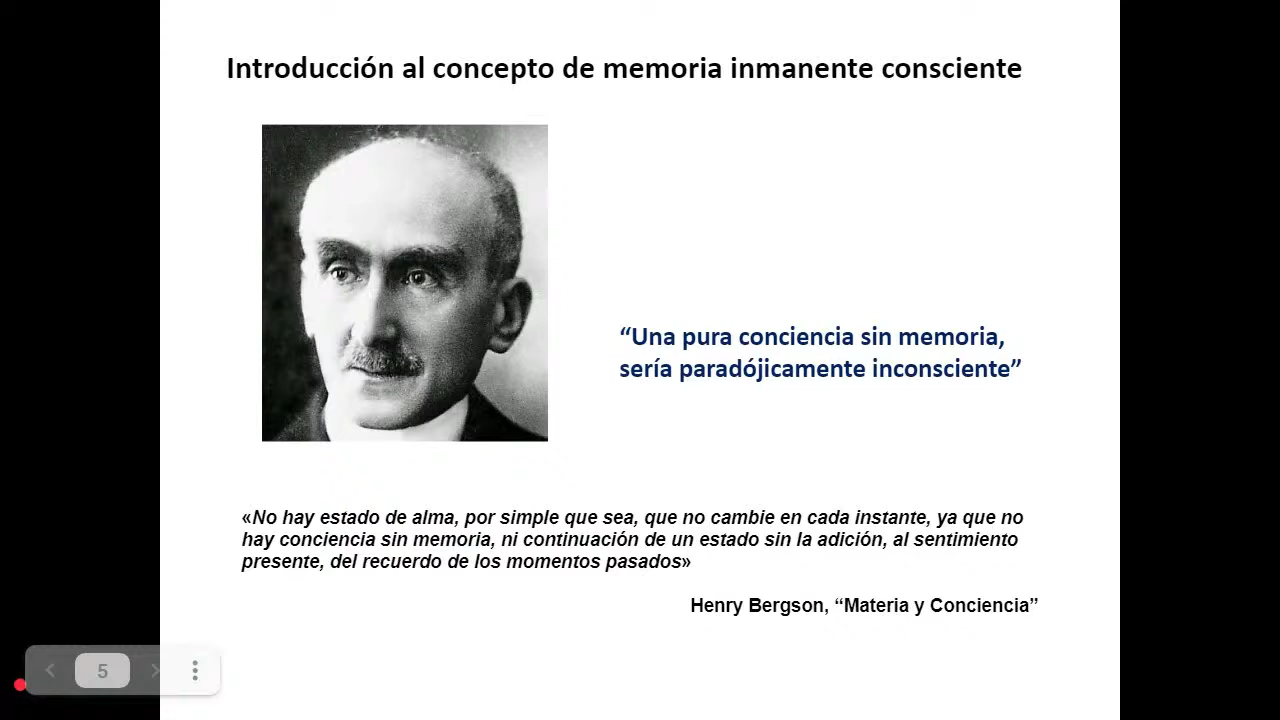 Introducción al concepto de memoria inmanente consciente
“Una pura conciencia sin memoria,
sería paradójicamente inconsciente”
«No hay estado de alma, por simple que sea, que no cambie en cada instante, ya que no
hay conciencia sin memoria, ni continuación de un estado sin la adición, al sentimiento
presente, del recuerdo de los momentos pasados»
Henry Bergson, “Materia y Conciencia”
5